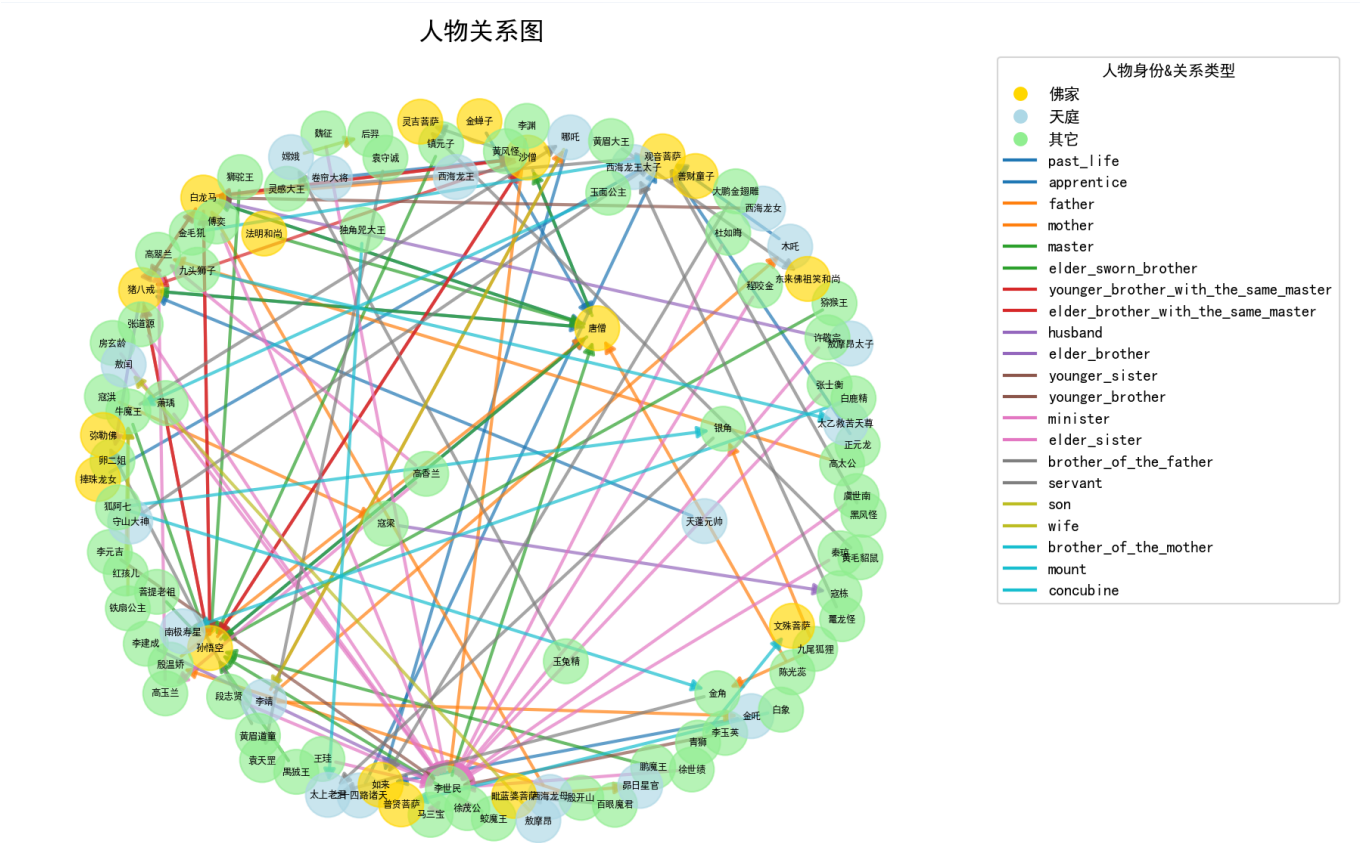 人物关系图
人物身份&关系类型
佛家
天庭
其它
past_life
apprentice
father
mother
master
elder_sworn_brother
younger_brother_with_the_same_master
elder_brother_with_the_same_master
husband
elder_brother
younger_sister
younger_brother
minister
elder_sister
brother_of_the_father
servant
son
wife
brother_of_the_mother
mount
concubine
灵吉菩萨
金蝉子
李渊
魏征
后羿
镇元子
哪吒
黄眉大王
嫦娥
袁守诚
黄风怪
沙僧
观音菩萨
西海龙王太子
狮驼王
卷帘大将
西海龙王
善财童子
白龙马
灵感大王
玉面公主
大鹏金翅雕
西海龙女
傅奕
金毛犼
法明和尚
独角兕大王
杜如晦
木吒
高翠兰
九头狮子
东来佛祖笑和尚
猪八戒
程咬金
猕猴王
张道源
唐僧
房玄龄
许敬宗
敖摩昂太子
敖闰
寇洪
牛魔王
萧瑀
张士衡
白鹿精
太乙救苦天尊
弥勒佛
银角
正元龙
卵二姐
高太公
捧珠龙女
高香兰
虞世南
狐阿七
守山大神
寇梁
天蓬元帅
黑风怪
李元吉
秦琼
黄毛貂鼠
红孩儿
菩提老祖
寇栋
铁扇公主
南极寿星
文殊菩萨
鼍龙怪
李建成
孙悟空
九尾狐狸
殷温娇
玉兔精
陈光蕊
高玉兰
段志贤
李靖
金角
金吒
白象
黄眉道童
李玉英
袁天罡
青狮
禺狨王
王珪
鹏魔王
徐世绩
太上老君
二十四路诸天
如来
李世民
昴日星官
普贤菩萨
马三宝
徐茂公
毗蓝婆菩萨
西海龙母
殷开山
百眼魔君
蛟魔王
敖摩昂